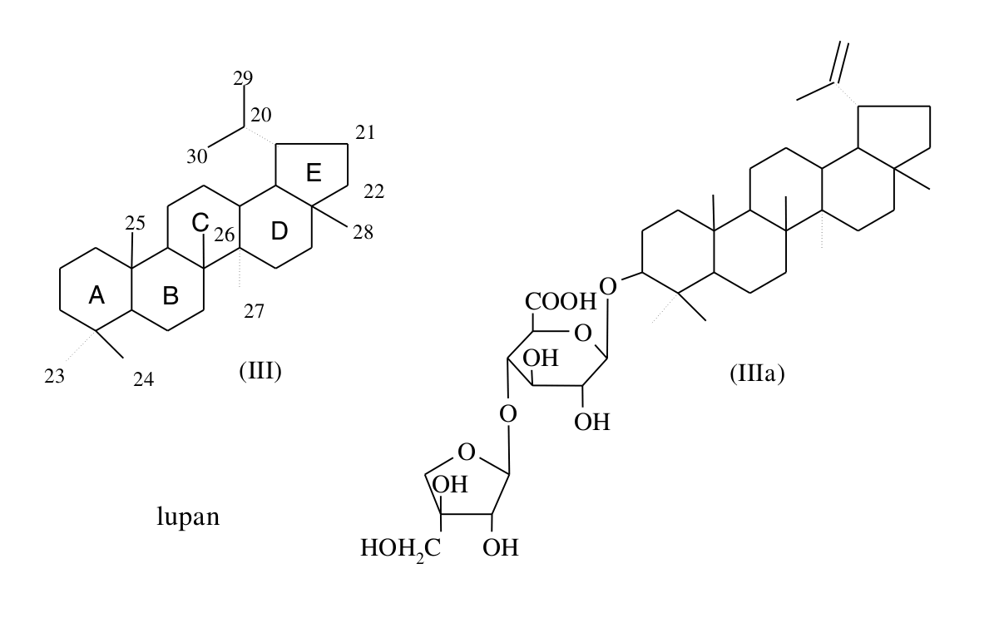 29
20
21
30
E
22
C
25
26
D
28
A
B
27
23
24
(III)
lupan
O
COOH
O
OH
(IIIa)
O
OH
O
OH
HOH₂C
OH